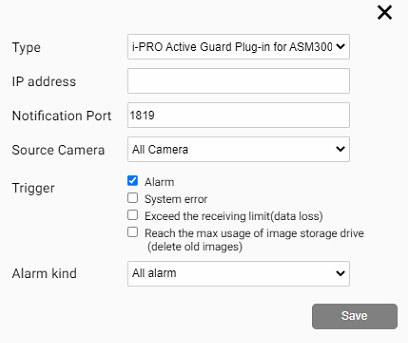 Type
i-PRO Active Guard Plug-in for ASM300
IP address
Notification Port
1819
Source Camera
All Camera
Trigger
Alarm
System error
Exceed the receiving limit(data loss)
Reach the max usage of image storage drive
(delete old images)
Alarm kind
All alarm
Save